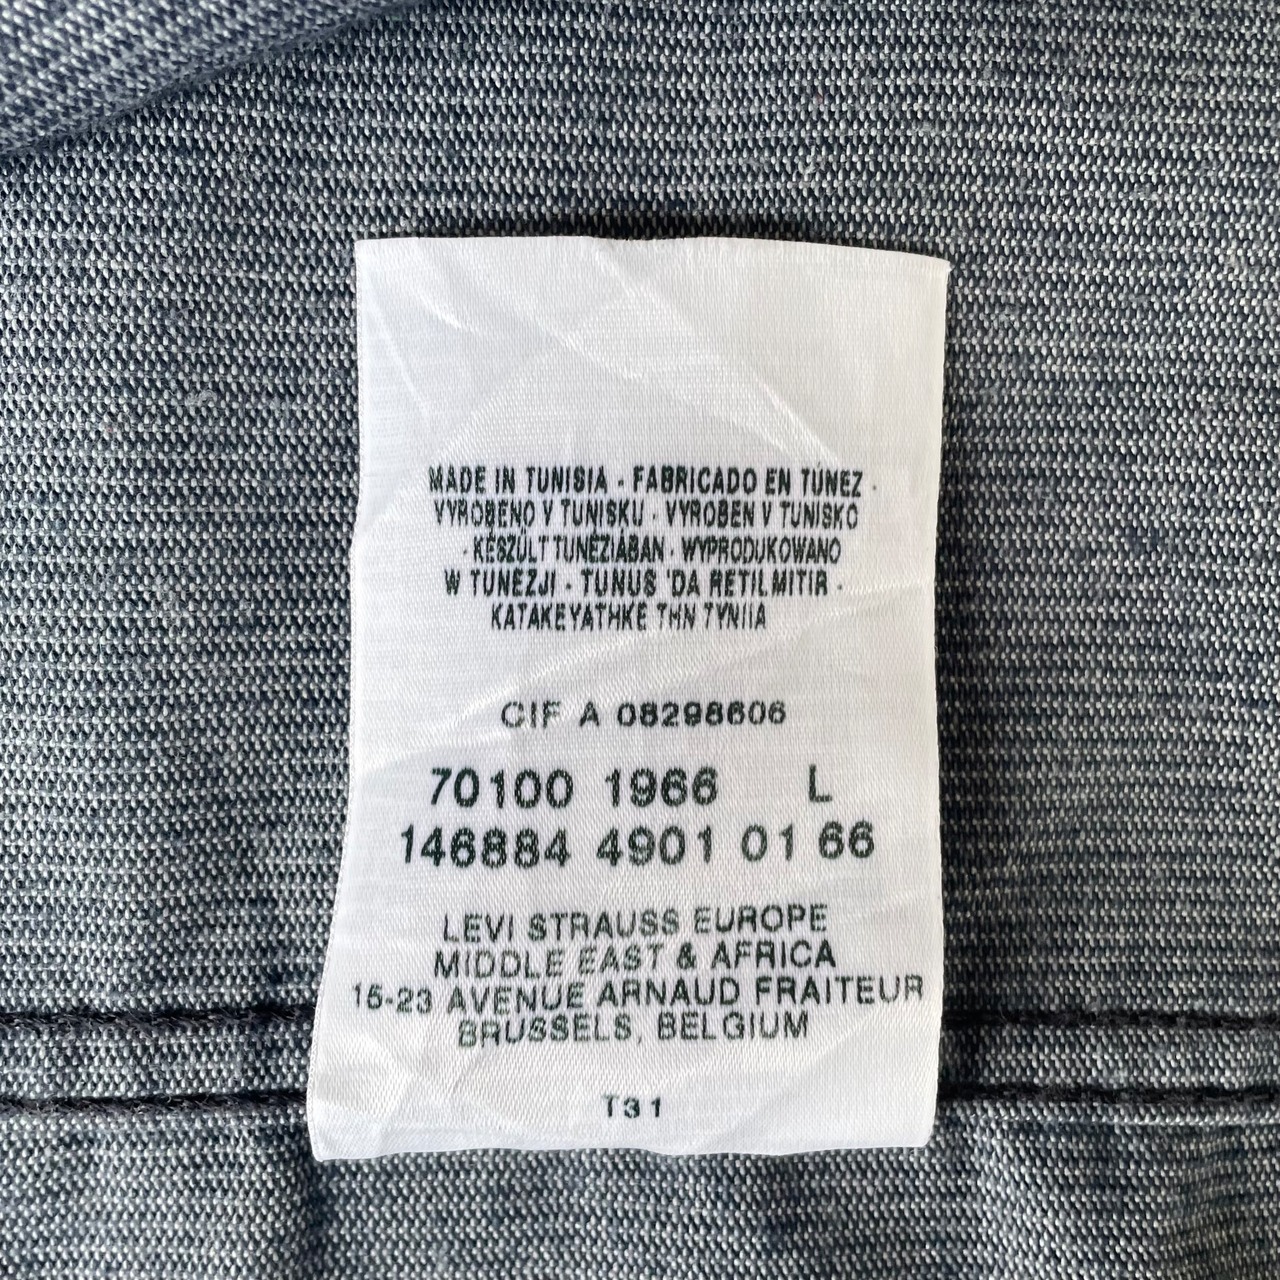 MADE IN TUNISIA - FABRICADO EN TÚNEZ -
VYROBENO V TUNISKU - VYROBEN V TUNISKO
- KÉSZÜLT TUNÉZIÁBAN - WYPRODUKOWANO
W TUNEZJI - TUNUS 'DA RETILMITIR -
KATAKEYATHKE THN TYNIIA
CIF A 08298606
70100 1966 L
146884 4901 01 66
LEVI STRAUSS EUROPE
MIDDLE EAST & AFRICA
15-23 AVENUE ARNAUD FRAITEUR
BRUSSELS, BELGIUM
T31